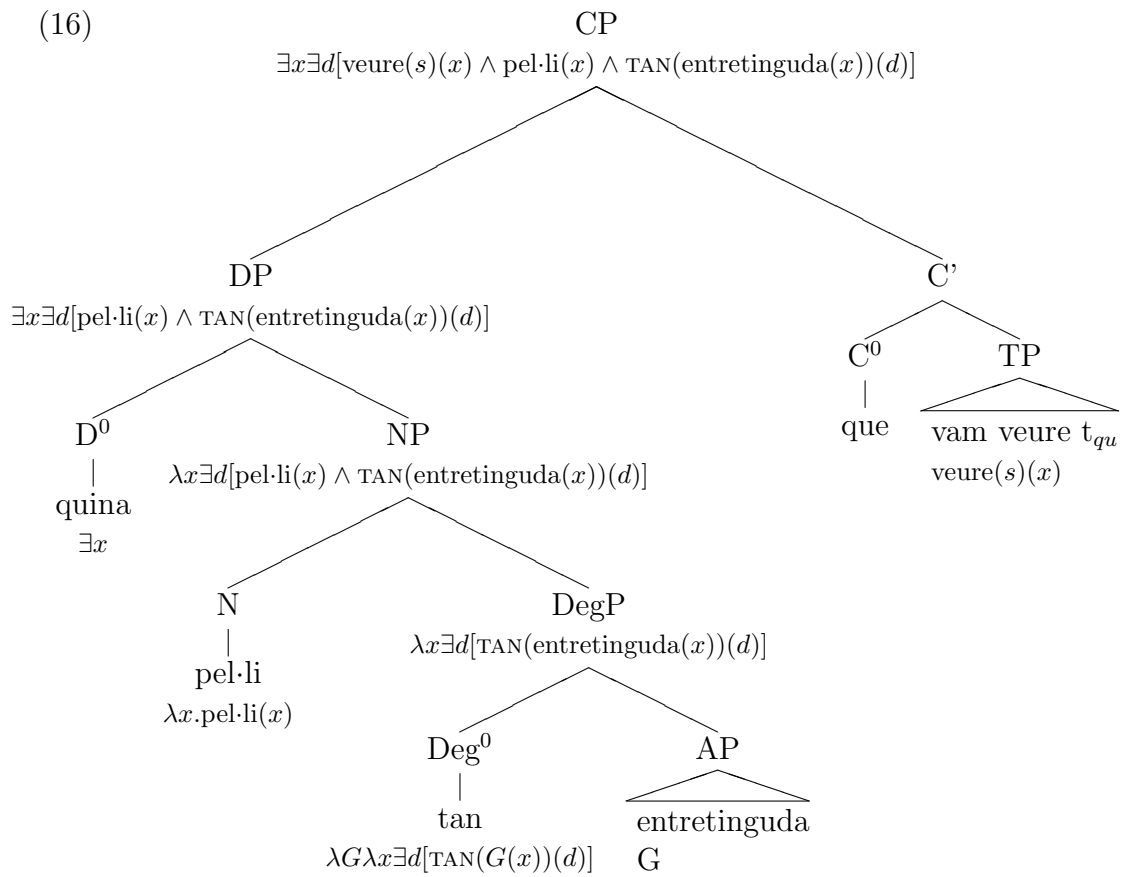 (16)
CP
∃x∃d[veure(s)(x) ∧ pel·li(x) ∧ TAN(entretinguda(x))(d)]
DP
C’
∃x∃d[pel·li(x) ∧ TAN(entretinguda(x))(d)]
C⁰
TP
D⁰
NP
que
vam veure t_qu
λx∃d[pel·li(x) ∧ TAN(entretinguda(x))(d)]
veure(s)(x)
quina
∃x
N
DegP
λx∃d[TAN(entretinguda(x))(d)]
pel·li
λx.pel·li(x)
Deg⁰
AP
tan
entretinguda
λGλx∃d[TAN(G(x))(d)]
G